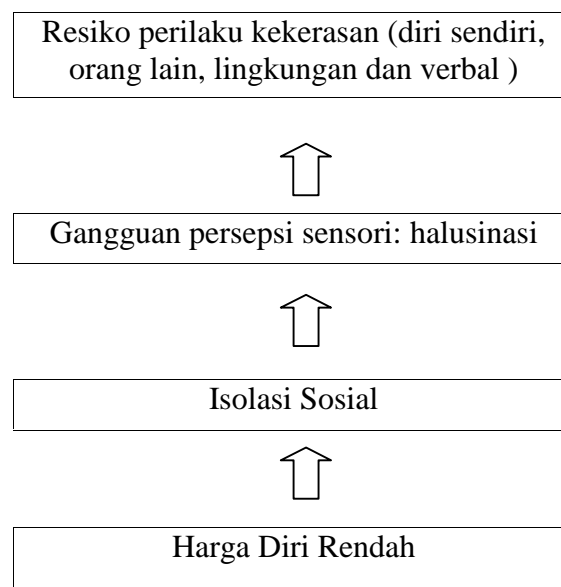 Resiko perilaku kekerasan (diri sendiri,
orang lain, lingkungan dan verbal )
Gangguan persepsi sensori: halusinasi
Isolasi Sosial
Harga Diri Rendah